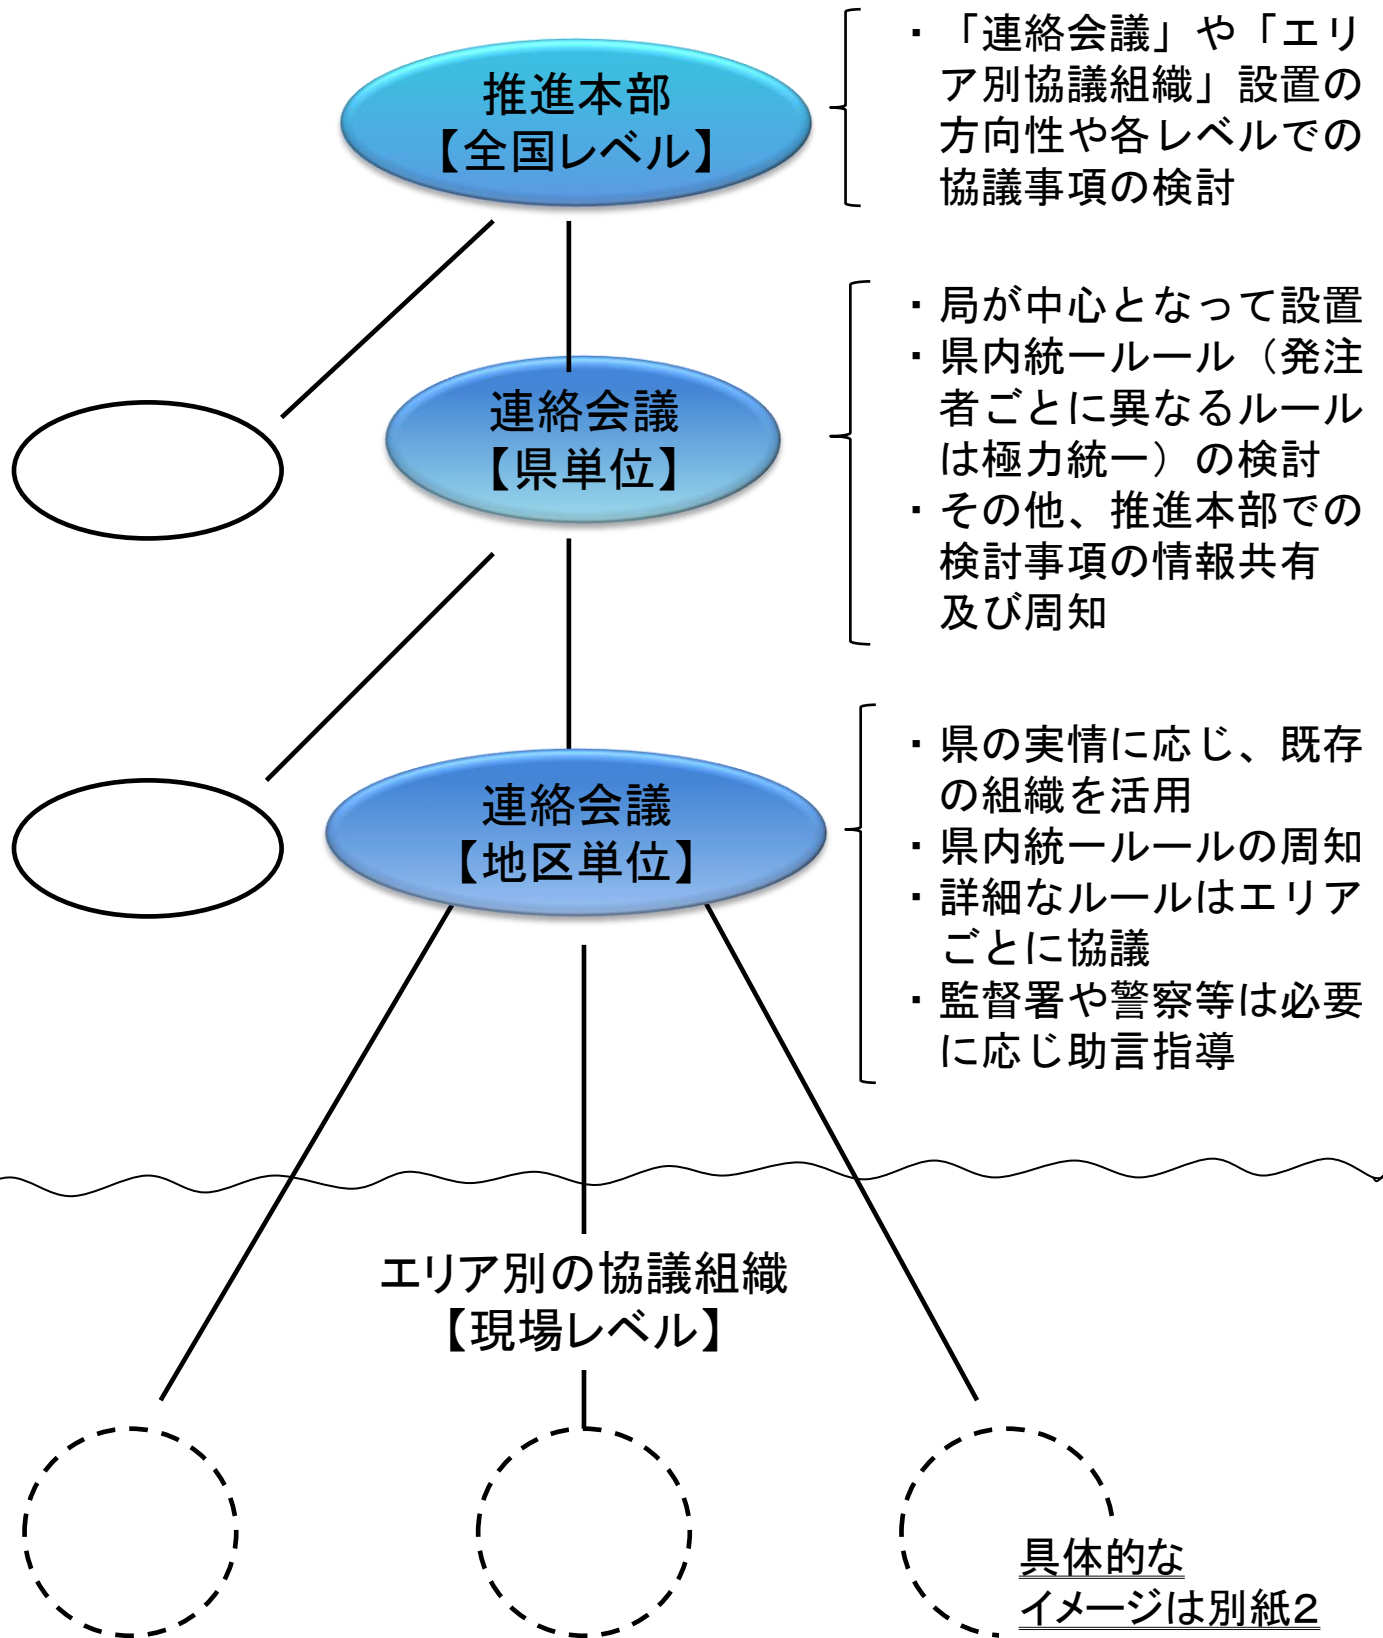 推進本部
【全国レベル】
・「連絡会議」や「エリ
ア別協議組織」設置の
方向性や各レベルでの
協議事項の検討
連絡会議
【県単位】
・局が中心となって設置
・県内統一ルール（発注
者ごとに異なるルール
は極力統一）の検討
・その他、推進本部での
検討事項の情報共有
及び周知
連絡会議
【地区単位】
・県の実情に応じ、既存
の組織を活用
・県内統一ルールの周知
・詳細なルールはエリア
ごとに協議
・監督署や警察等は必要
に応じ助言指導
エリア別の協議組織
【現場レベル】
具体的な
イメージは別紙２